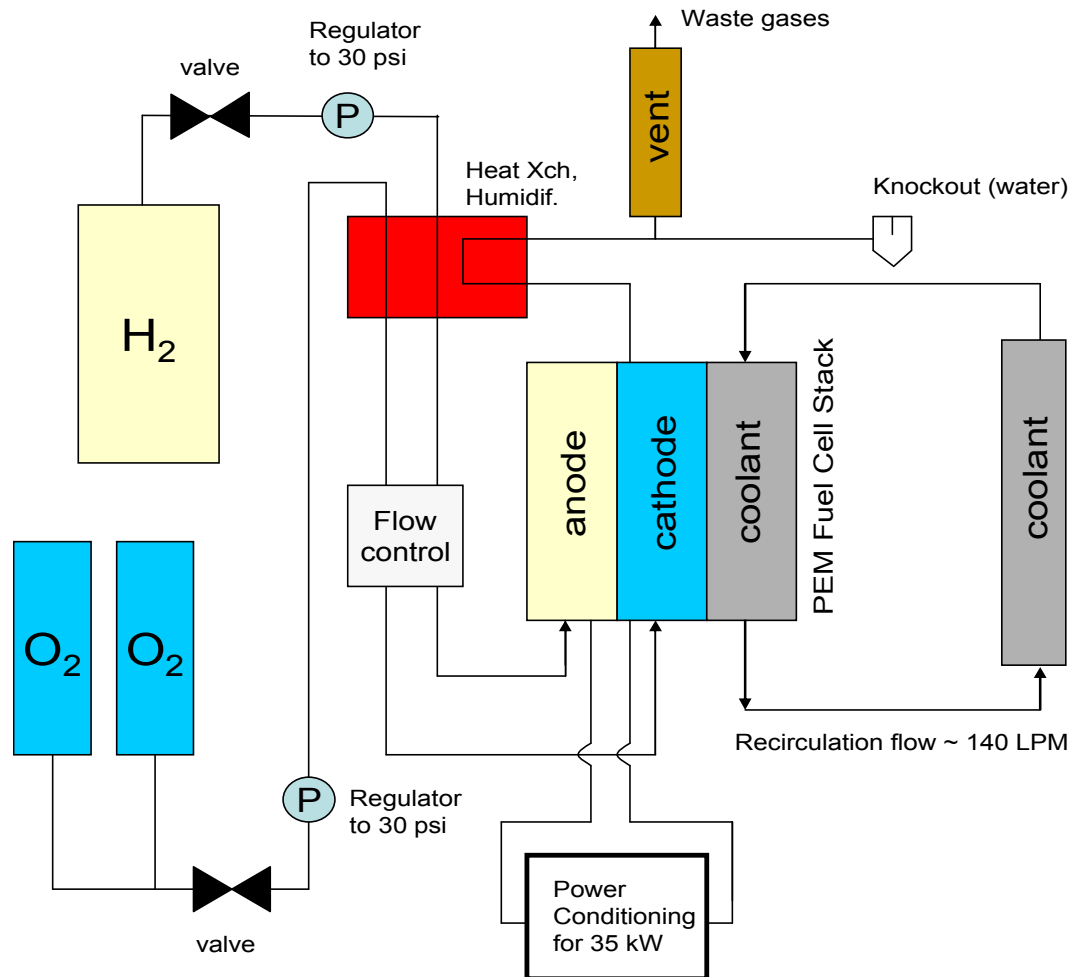 Waste gases
Regulator
to 30 psi
valve
P
vent
Heat Xch,
Humidif.
Knockout (water)
H₂
anode
cathode
coolant
PEM Fuel Cell Stack
coolant
Flow
control
O₂
O₂
Recirculation flow ~ 140 LPM
P
Regulator
to 30 psi
valve
Power
Conditioning
for 35 kW